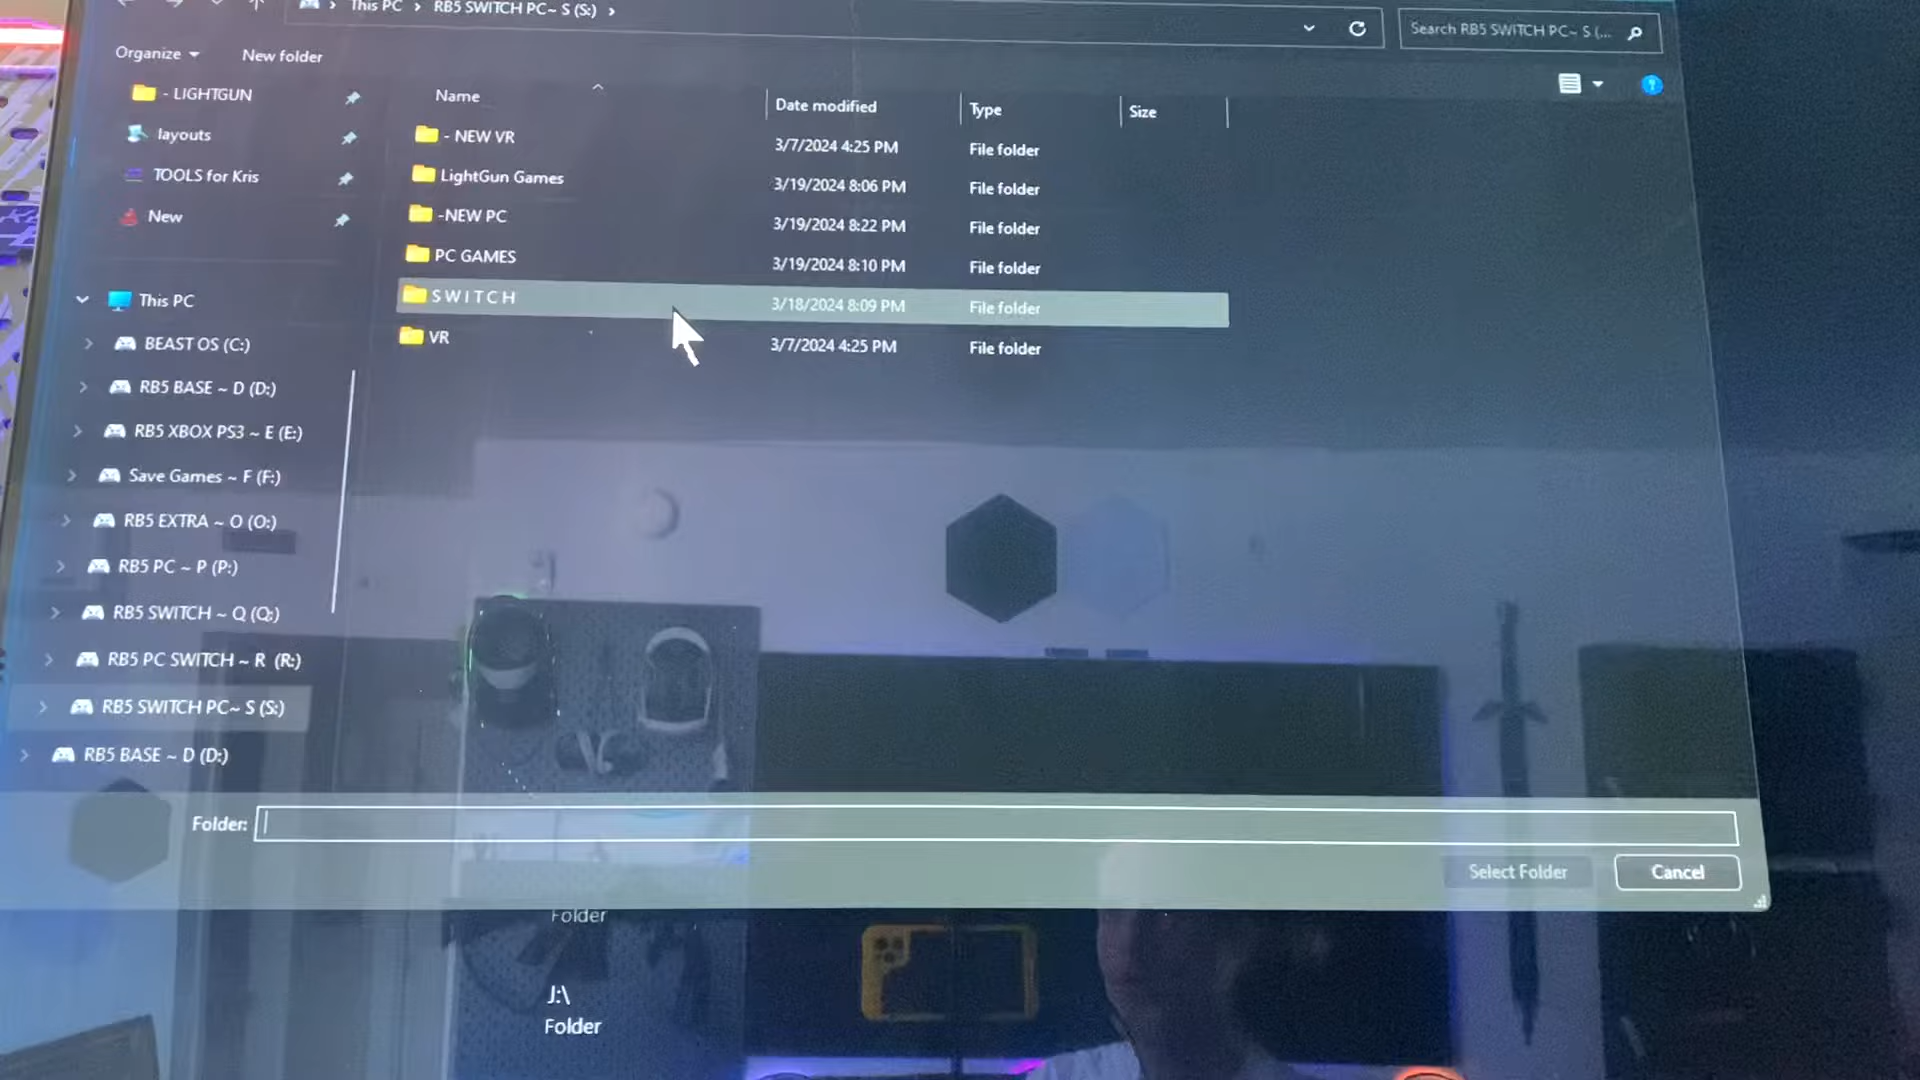 This PC > RB5 SWITCH PC~ S (S:) >
Search RB5 SWITCH PC~ S (...
Organize
New folder
- LIGHTGUN
layouts
TOOLS for Kris
New
This PC
BEAST OS (C:)
RB5 BASE ~ D (D:)
RB5 XBOX PS3 ~ E (E:)
Save Games ~ F (F:)
RB5 EXTRA ~ O (O:)
RB5 PC ~ P (P:)
RB5 SWITCH ~ Q (Q:)
RB5 PC SWITCH ~ R (R:)
RB5 SWITCH PC~ S (S:)
RB5 BASE ~ D (D:)
Name Date modified Type Size
- NEW VR 3/7/2024 4:25 PM File folder
LightGun Games 3/19/2024 8:06 PM File folder
-NEW PC 3/19/2024 8:22 PM File folder
PC GAMES 3/19/2024 8:10 PM File folder
S W I T C H 3/18/2024 8:09 PM File folder
VR 3/7/2024 4:25 PM File folder
Folder:
Select Folder
Cancel
Folder
J:\
Folder